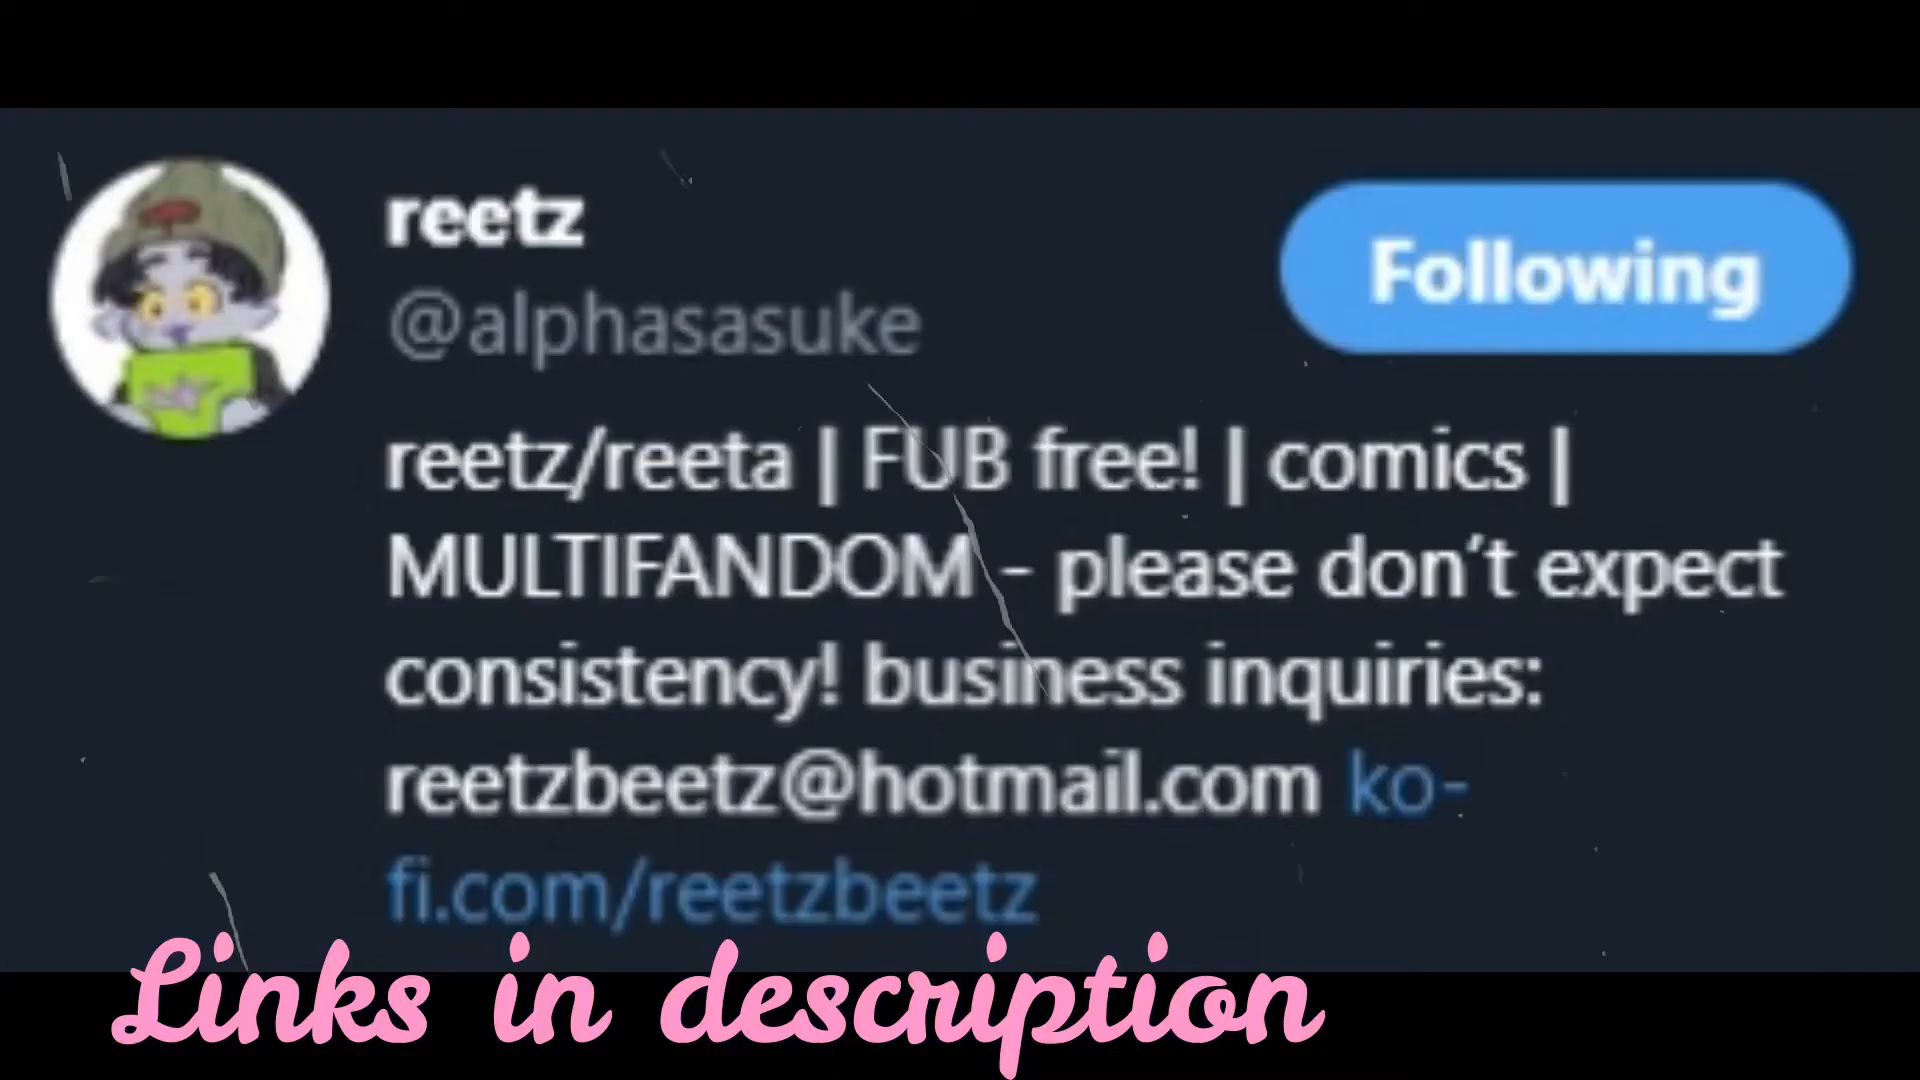 reetz
@alphasasuke
Following
reetz/reeta | FUB free! | comics |
MULTIFANDOM - please don't expect
consistency! business inquiries:
reetzbeetz@hotmail.com ko-
fi.com/reetzbeetz
Links in description